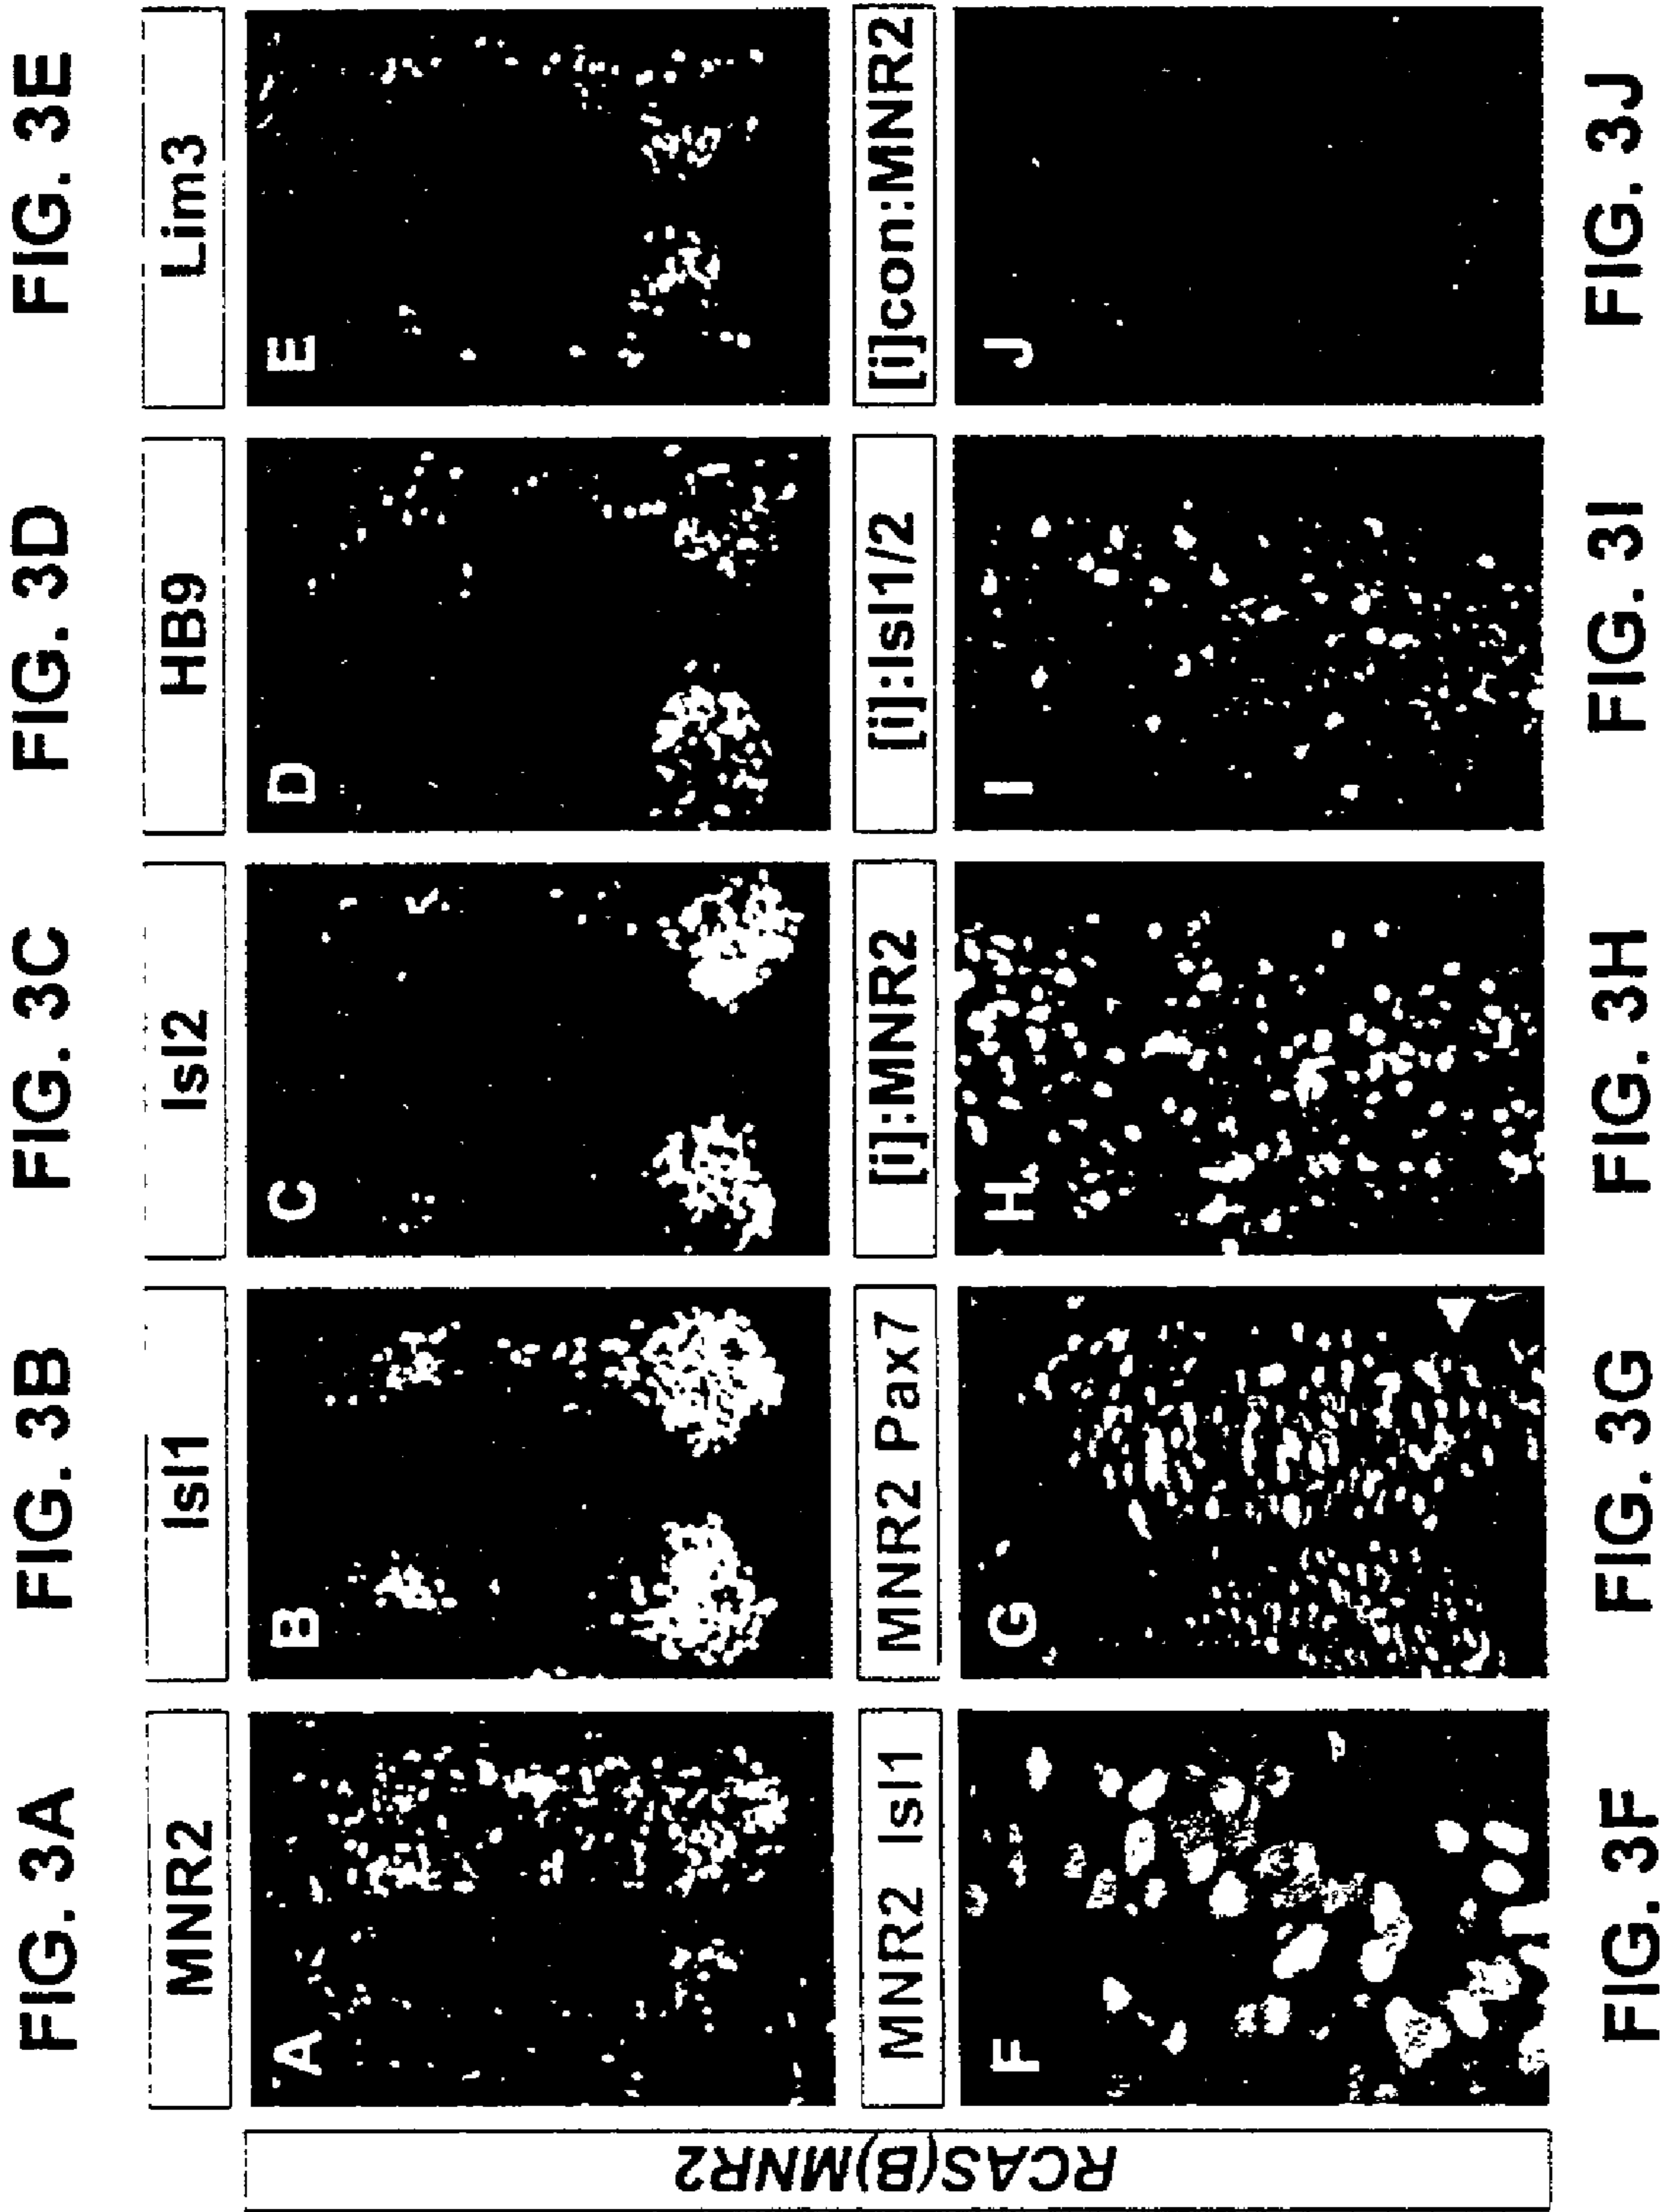 FIG. 3A
FIG. 3B
FIG. 3C
FIG. 3D
FIG. 3E
MNR2
Isl1
Isl2
HB9
Lim3
A
B
C
D
E
RCAS(B)MNR2
MNR2 Isl1
MNR2 Pax7
[i]:MNR2
[i]:Isl1/2
[i]con:MNR2
F
G
H
I
J
FIG. 3F
FIG. 3G
FIG. 3H
FIG. 3I
FIG. 3J